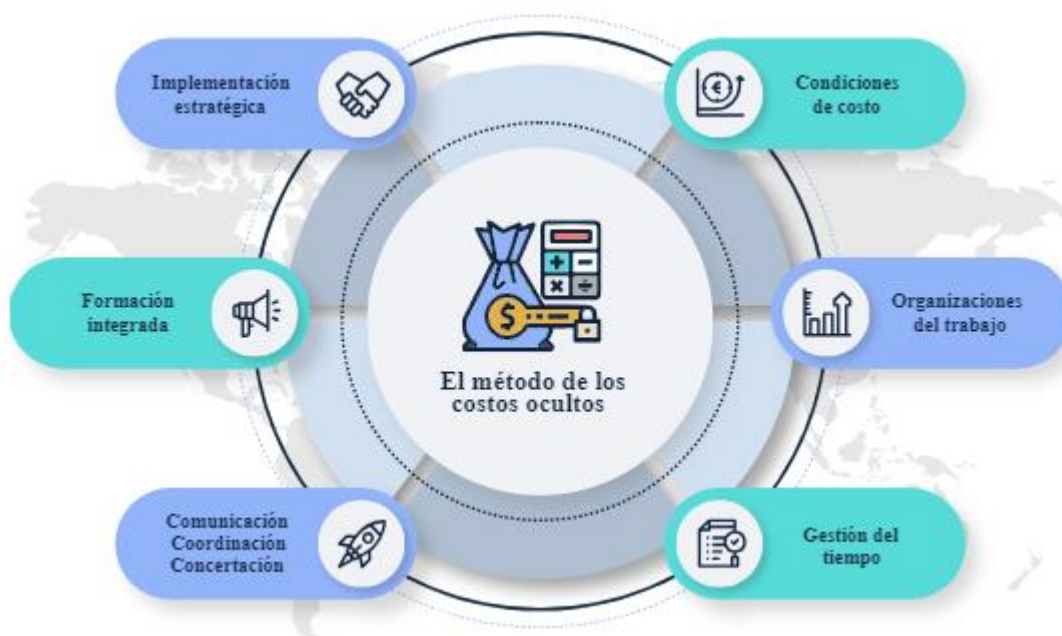 Implementación
estratégica
Condiciones
de costo
Formación
integrada
El método de los
costos ocultos
Organizaciones
del trabajo
Comunicación
Coordinación
Concertación
Gestión del
tiempo